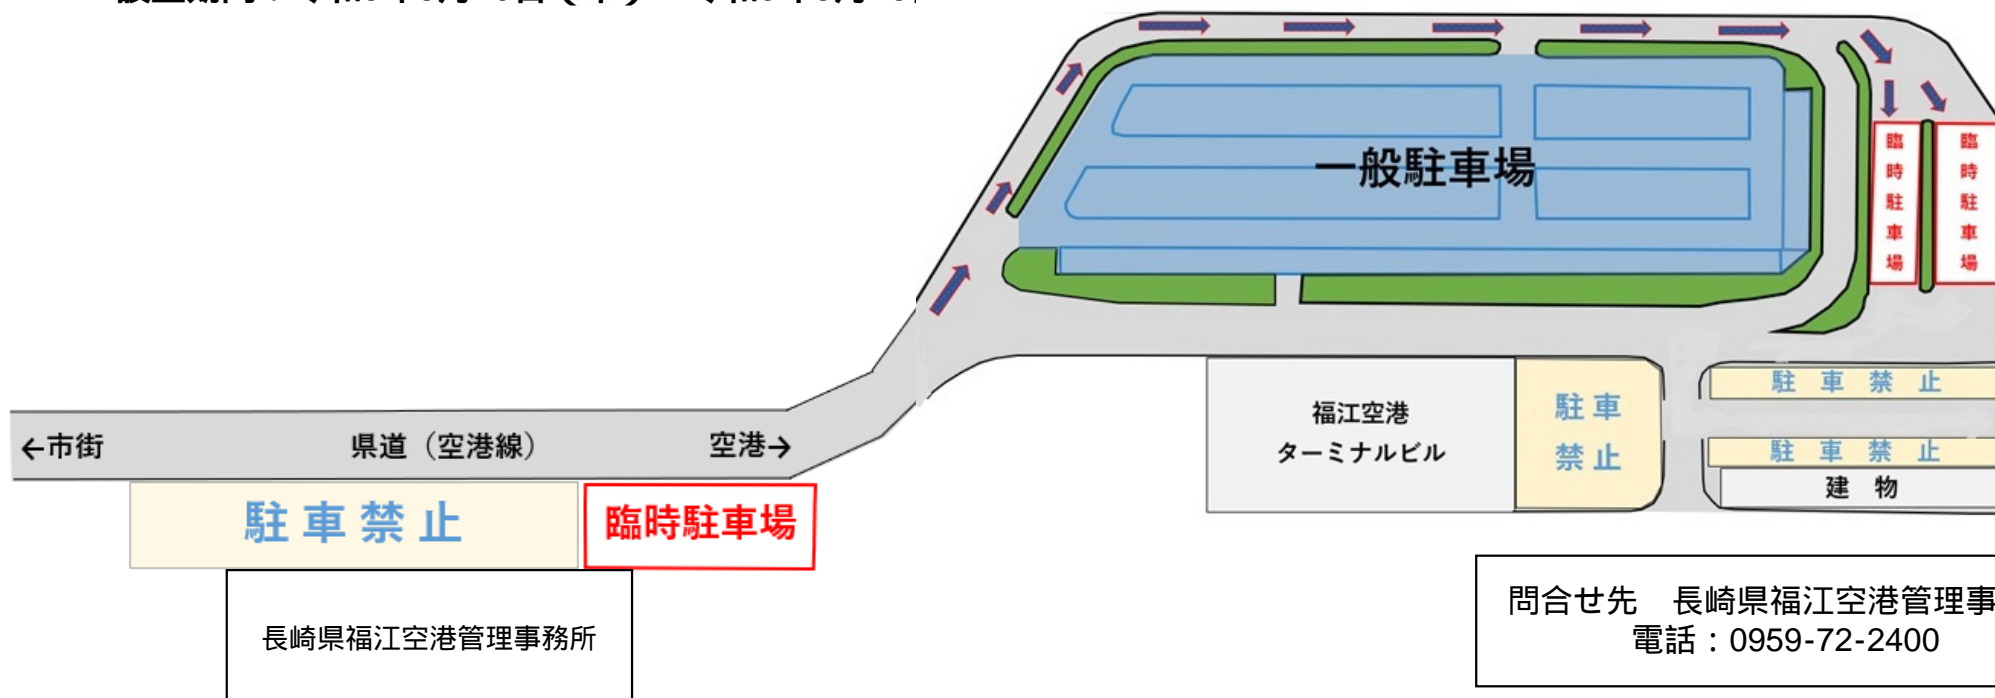 一般駐車場
臨時駐車場
臨時駐車場
←市街
県道（空港線）
空港→
駐車禁止
臨時駐車場
長崎県福江空港管理事務所
福江空港
ターミナルビル
駐車
禁止
駐車禁止
駐車禁止
建物
問合せ先　長崎県福江空港管理事
電話：0959-72-2400